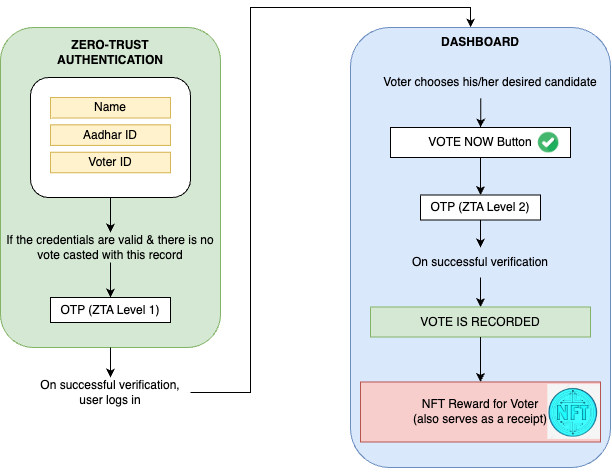 ZERO-TRUST
AUTHENTICATION
Name
Aadhar ID
Voter ID
If the credentials are valid & there is no
vote casted with this record
OTP (ZTA Level 1)
On successful verification,
user logs in
DASHBOARD
Voter chooses his/her desired candidate
VOTE NOW Button
OTP (ZTA Level 2)
On successful verification
VOTE IS RECORDED
NFT Reward for Voter
(also serves as a receipt)
NFT